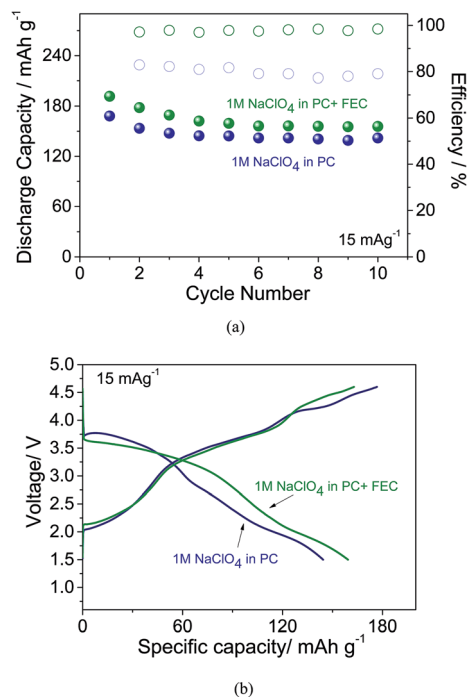 Discharge Capacity / mAh g-1
300
240
180
120
60
0
1M NaClO4 in PC+ FEC
1M NaClO4 in PC
15 mAg-1
100
80
60
40
20
0
Efficiency / %
0 2 4 6 8 10
Cycle Number
(a)
Voltage/ V
5.0
4.5
4.0
3.5
3.0
2.5
2.0
1.5
1.0
15 mAg-1
1M NaClO4 in PC+ FEC
1M NaClO4 in PC
0 60 120 180
Specific capacity/ mAh g-1
(b)